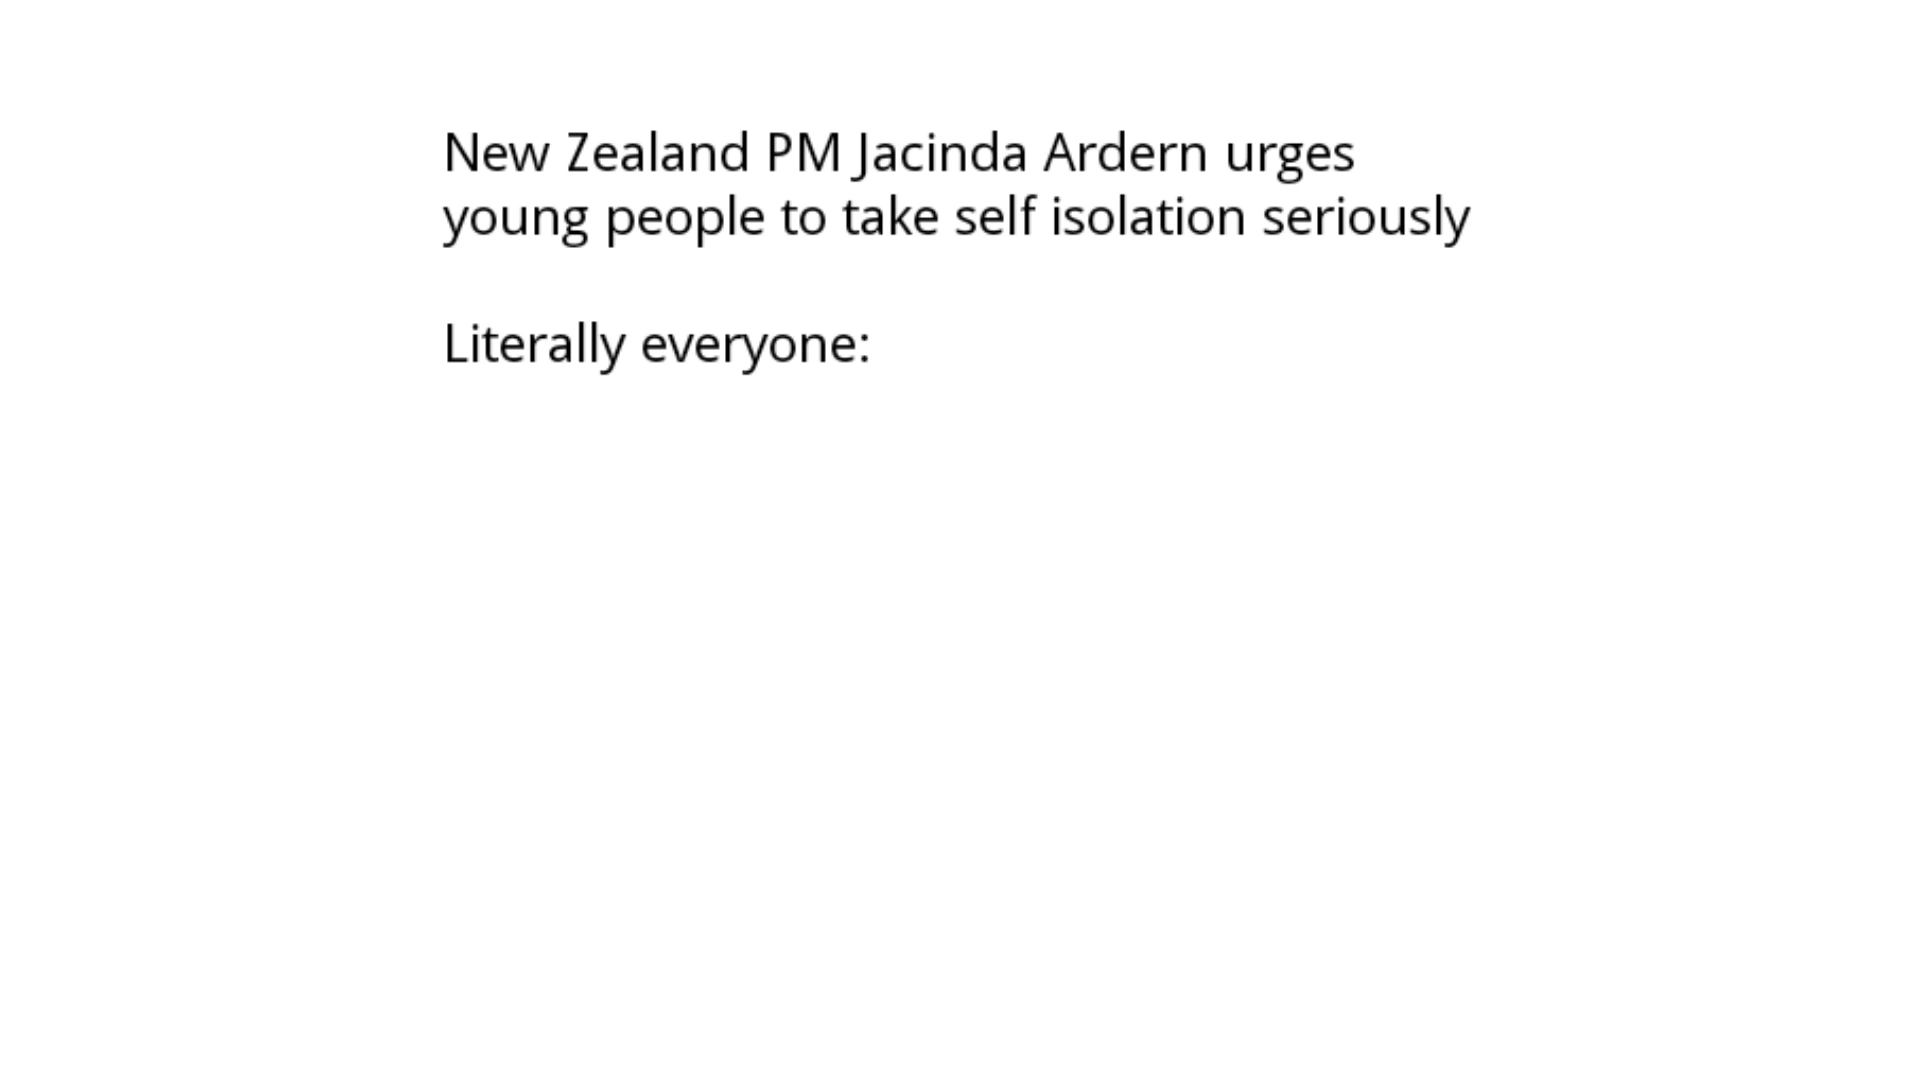 New Zealand PM Jacinda Ardern urges
young people to take self isolation seriously
Literally everyone: